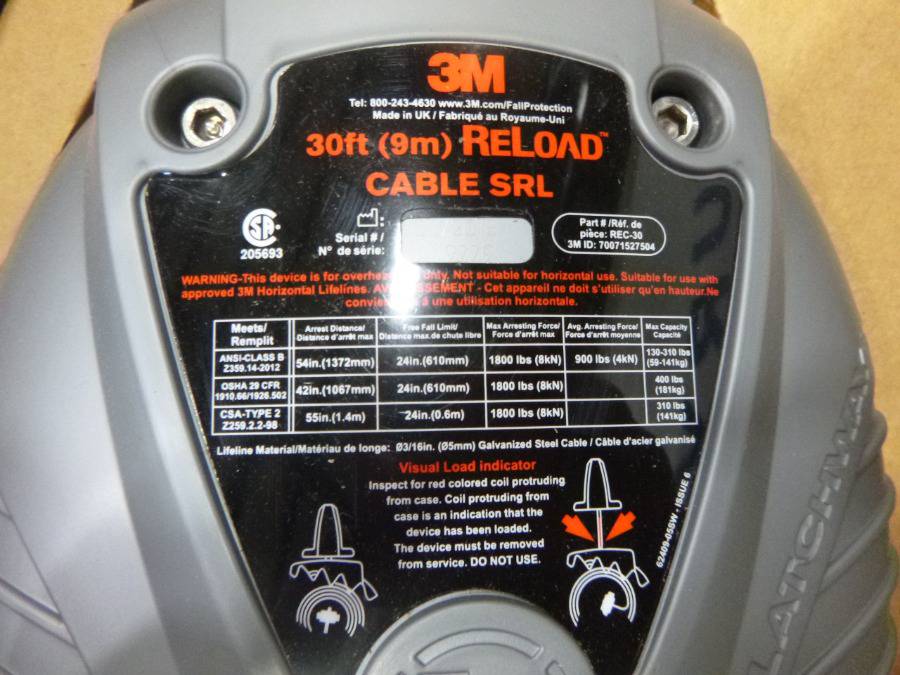 3M
Tel: 800-243-4630 www.3M.com/FallProtection
Made in UK / Fabriqué au Royaume-Uni
30ft (9m) RELOAD™
CABLE SRL
SA
205693
Serial # /
N° de série:
Part # /Réf. de
pièce: REC-30
3M ID: 70071527504
WARNING-This device is for overhead only. Not suitable for horizontal use. Suitable for use with
approved 3M Horizontal Lifelines. - Cet appareil ne doit s'utiliser qu'en hauteur.Ne
à une utilisation horizontale.
Meets/ Remplit Arrest Distance/ Distance d'arrêt max Free Fall Limit/ Distance libre max.de chute libre Max Arresting Force/ Force d'arrêt max Avg. Arresting Force/ Force d'arrêt moyenne Max Capacity Capacité
ANSI-CLASS B Z359.14-2012 54in.(1372mm) 24in.(610mm) 1800 lbs (8kN) 900 lbs (4kN) 130-310 lbs (59-141kg)
OSHA 29 CFR 1910.66/1926.502 42in.(1067mm) 24in.(610mm) 1800 lbs (8kN) 400 lbs (181kg)
CSA-TYPE 2 Z259.2.2-98 55in.(1.4m) 24in.(0.6m) 1800 lbs (8kN) 310 lbs (141kg)
Lifeline Material/Matériau de longe: Ø3/16in. (Ø5mm) Galvanized Steel Cable / Câble d'acier galvanisé
Visual Load indicator
Inspect for red colored coil protruding
from case. Coil protruding from
case is an indication that the
device has been loaded.
The device must be removed
from service. DO NOT USE.
62409-05SW - ISSUE 6
LATCHWAY